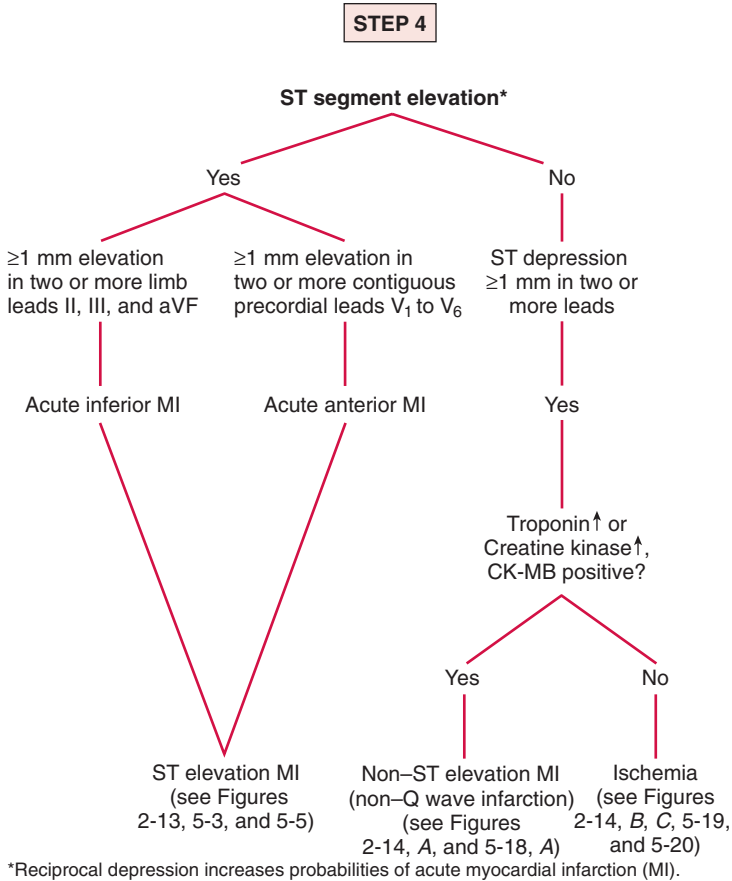 STEP 4
ST segment elevation*
Yes
No
≥1 mm elevation
in two or more limb
leads II, III, and aVF
≥1 mm elevation in
two or more contiguous
precordial leads V₁ to V₆
ST depression
≥1 mm in two or
more leads
Acute inferior MI
Acute anterior MI
Yes
Troponin↑ or
Creatine kinase↑,
CK-MB positive?
Yes
No
ST elevation MI
(see Figures
2-13, 5-3, and 5-5)
Non–ST elevation MI
(non–Q wave infarction)
(see Figures
2-14, A, and 5-18, A)
Ischemia
(see Figures
2-14, B, C, 5-19,
and 5-20)
*Reciprocal depression increases probabilities of acute myocardial infarction (MI).